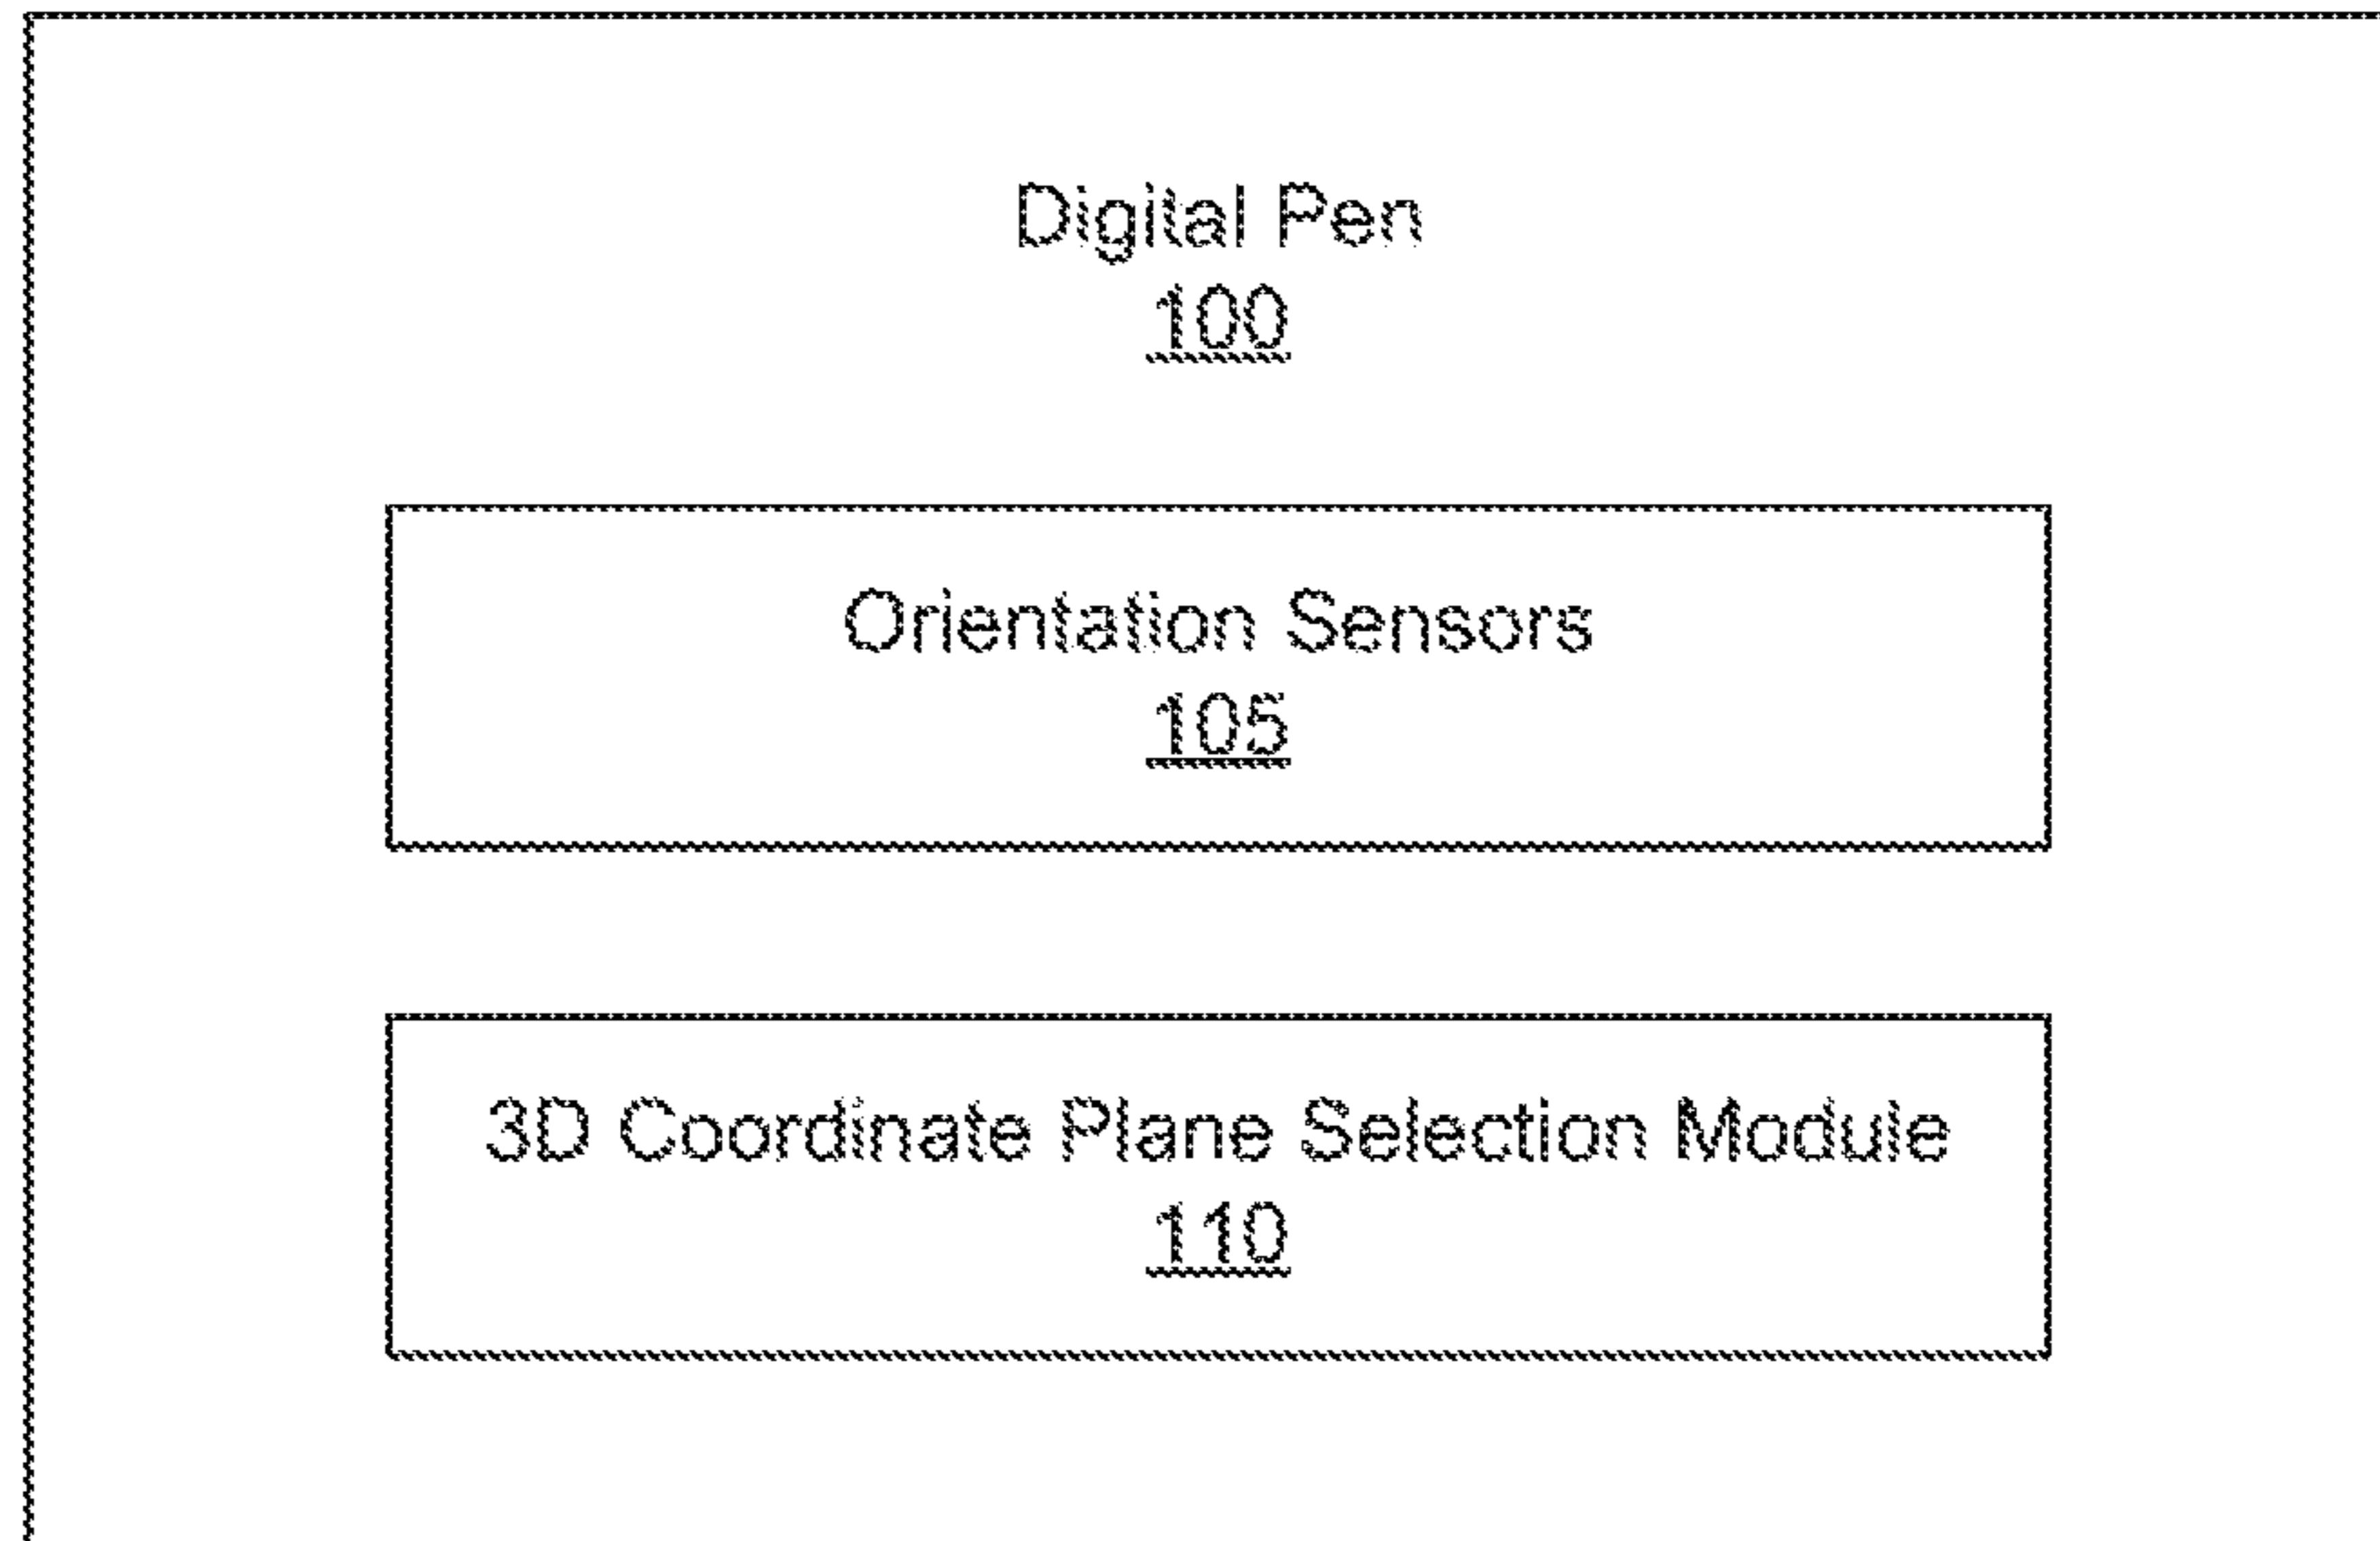 Digital Pen
100
Orientation Sensors
105
3D Coordinate Plane Selection Module
110